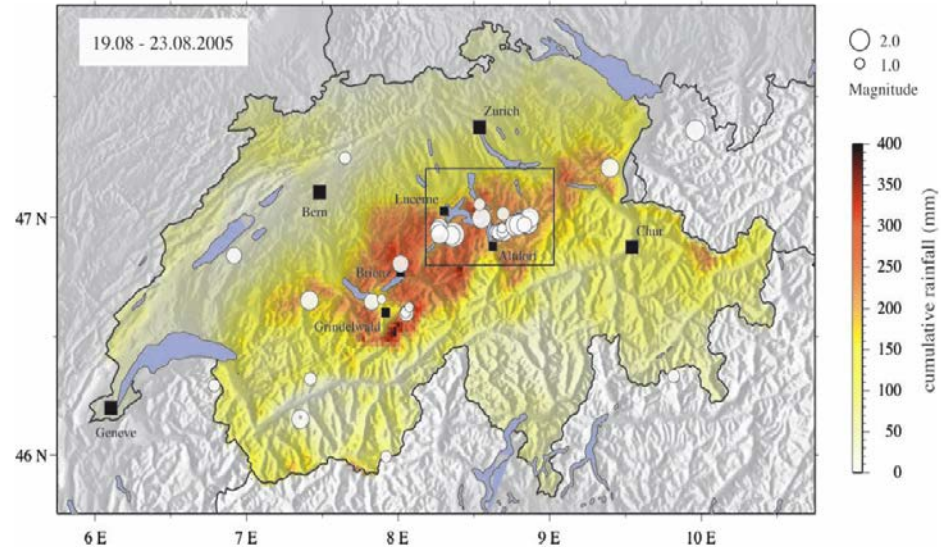 19.08 - 23.08.2005
2.0
1.0
Magnitude
Zurich
400
350
Lucerne
300
47 N
Bern
Chur
250
Altdorf
Brienz
200
Grindelwald
150
100
50
Geneve
46 N
0
cumulative rainfall (mm)
6 E
7 E
8 E
9 E
10 E